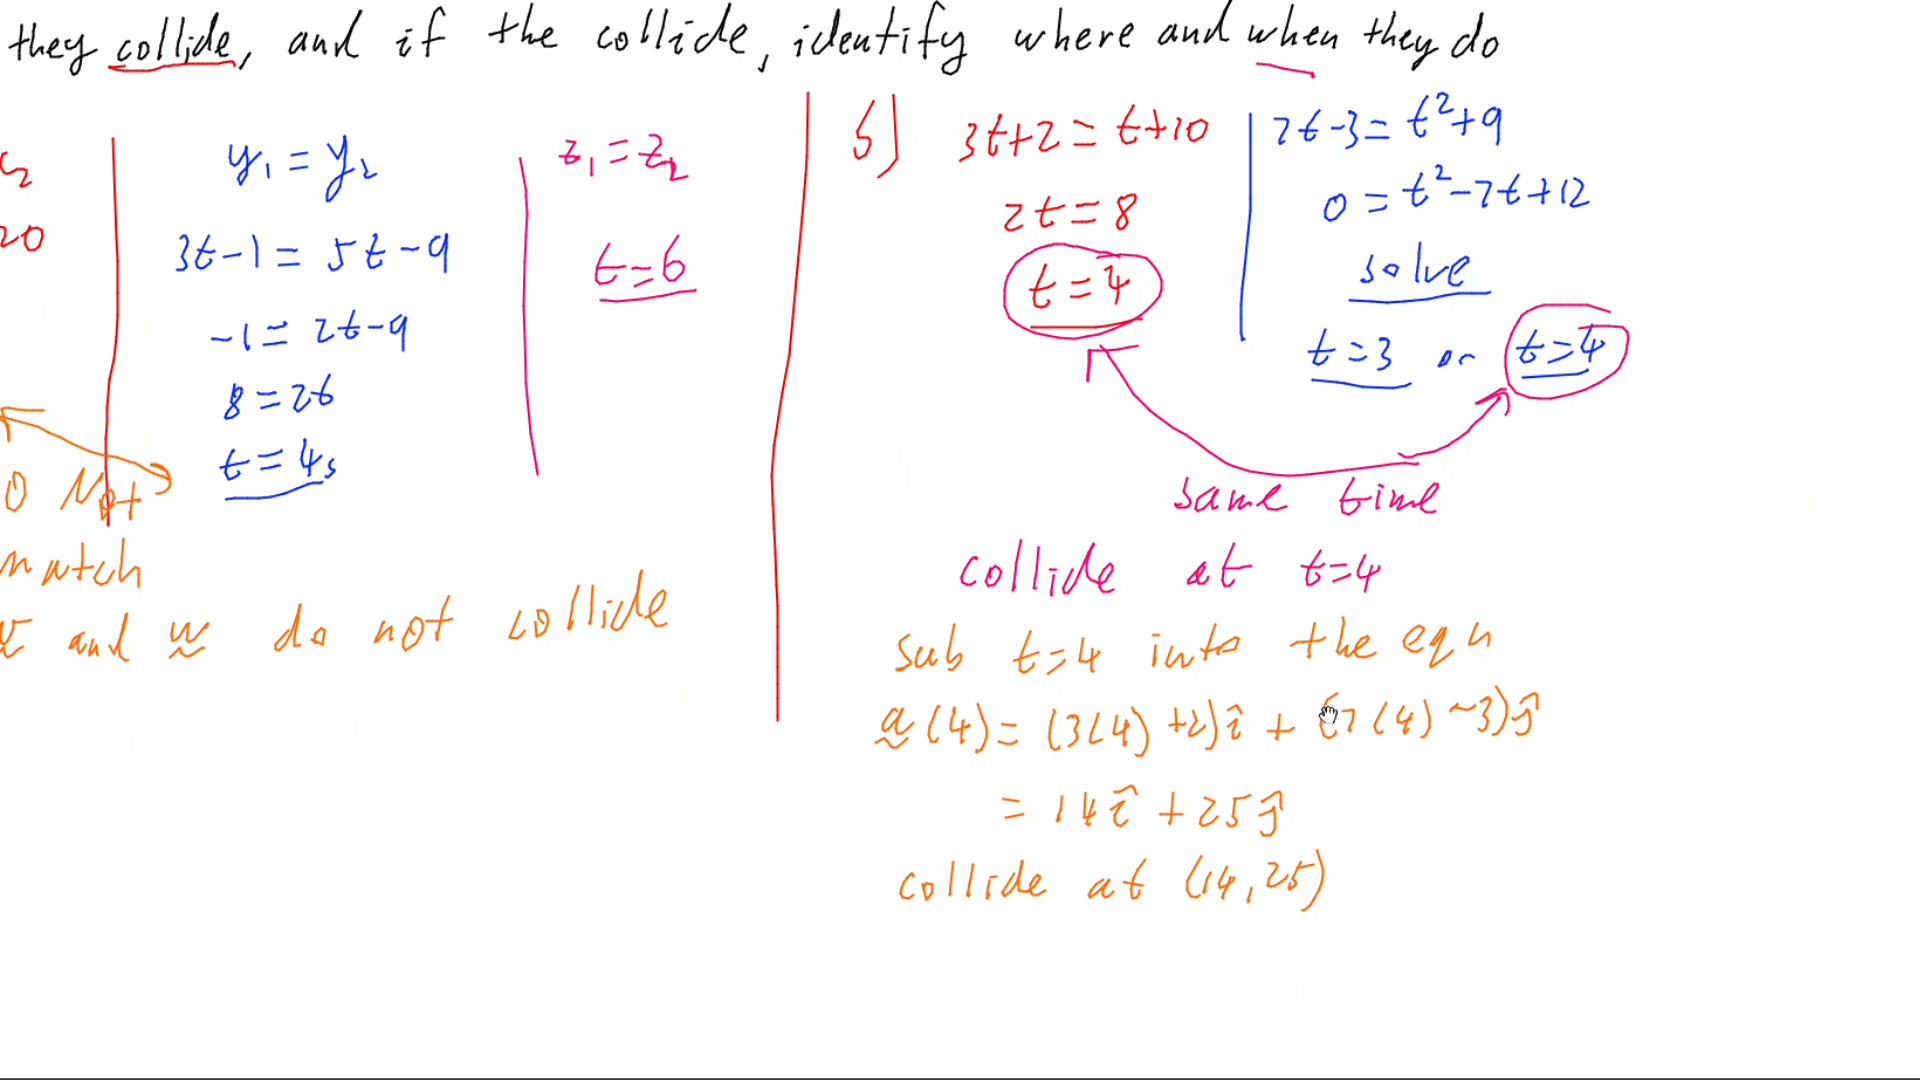 they collide, and if the collide, identify where and when they do
20
0 Not
match
v and w do not collide
y₁ = y₂
3t-1 = 5t-9
-1 = 2t-9
8 = 2t
t = 4s
z₁ = z₂
t = 6
b)
3t+2 = t+10
2t = 8
t = 4
7t-3 = t²+9
0 = t²-7t+12
solve
t = 3 or t = 4
same time
collide at t=4
sub t=4 into the eqn
a(4) = (3(4)+2)î + (7(4)-3)ĵ
= 14î + 25ĵ
collide at (14,25)